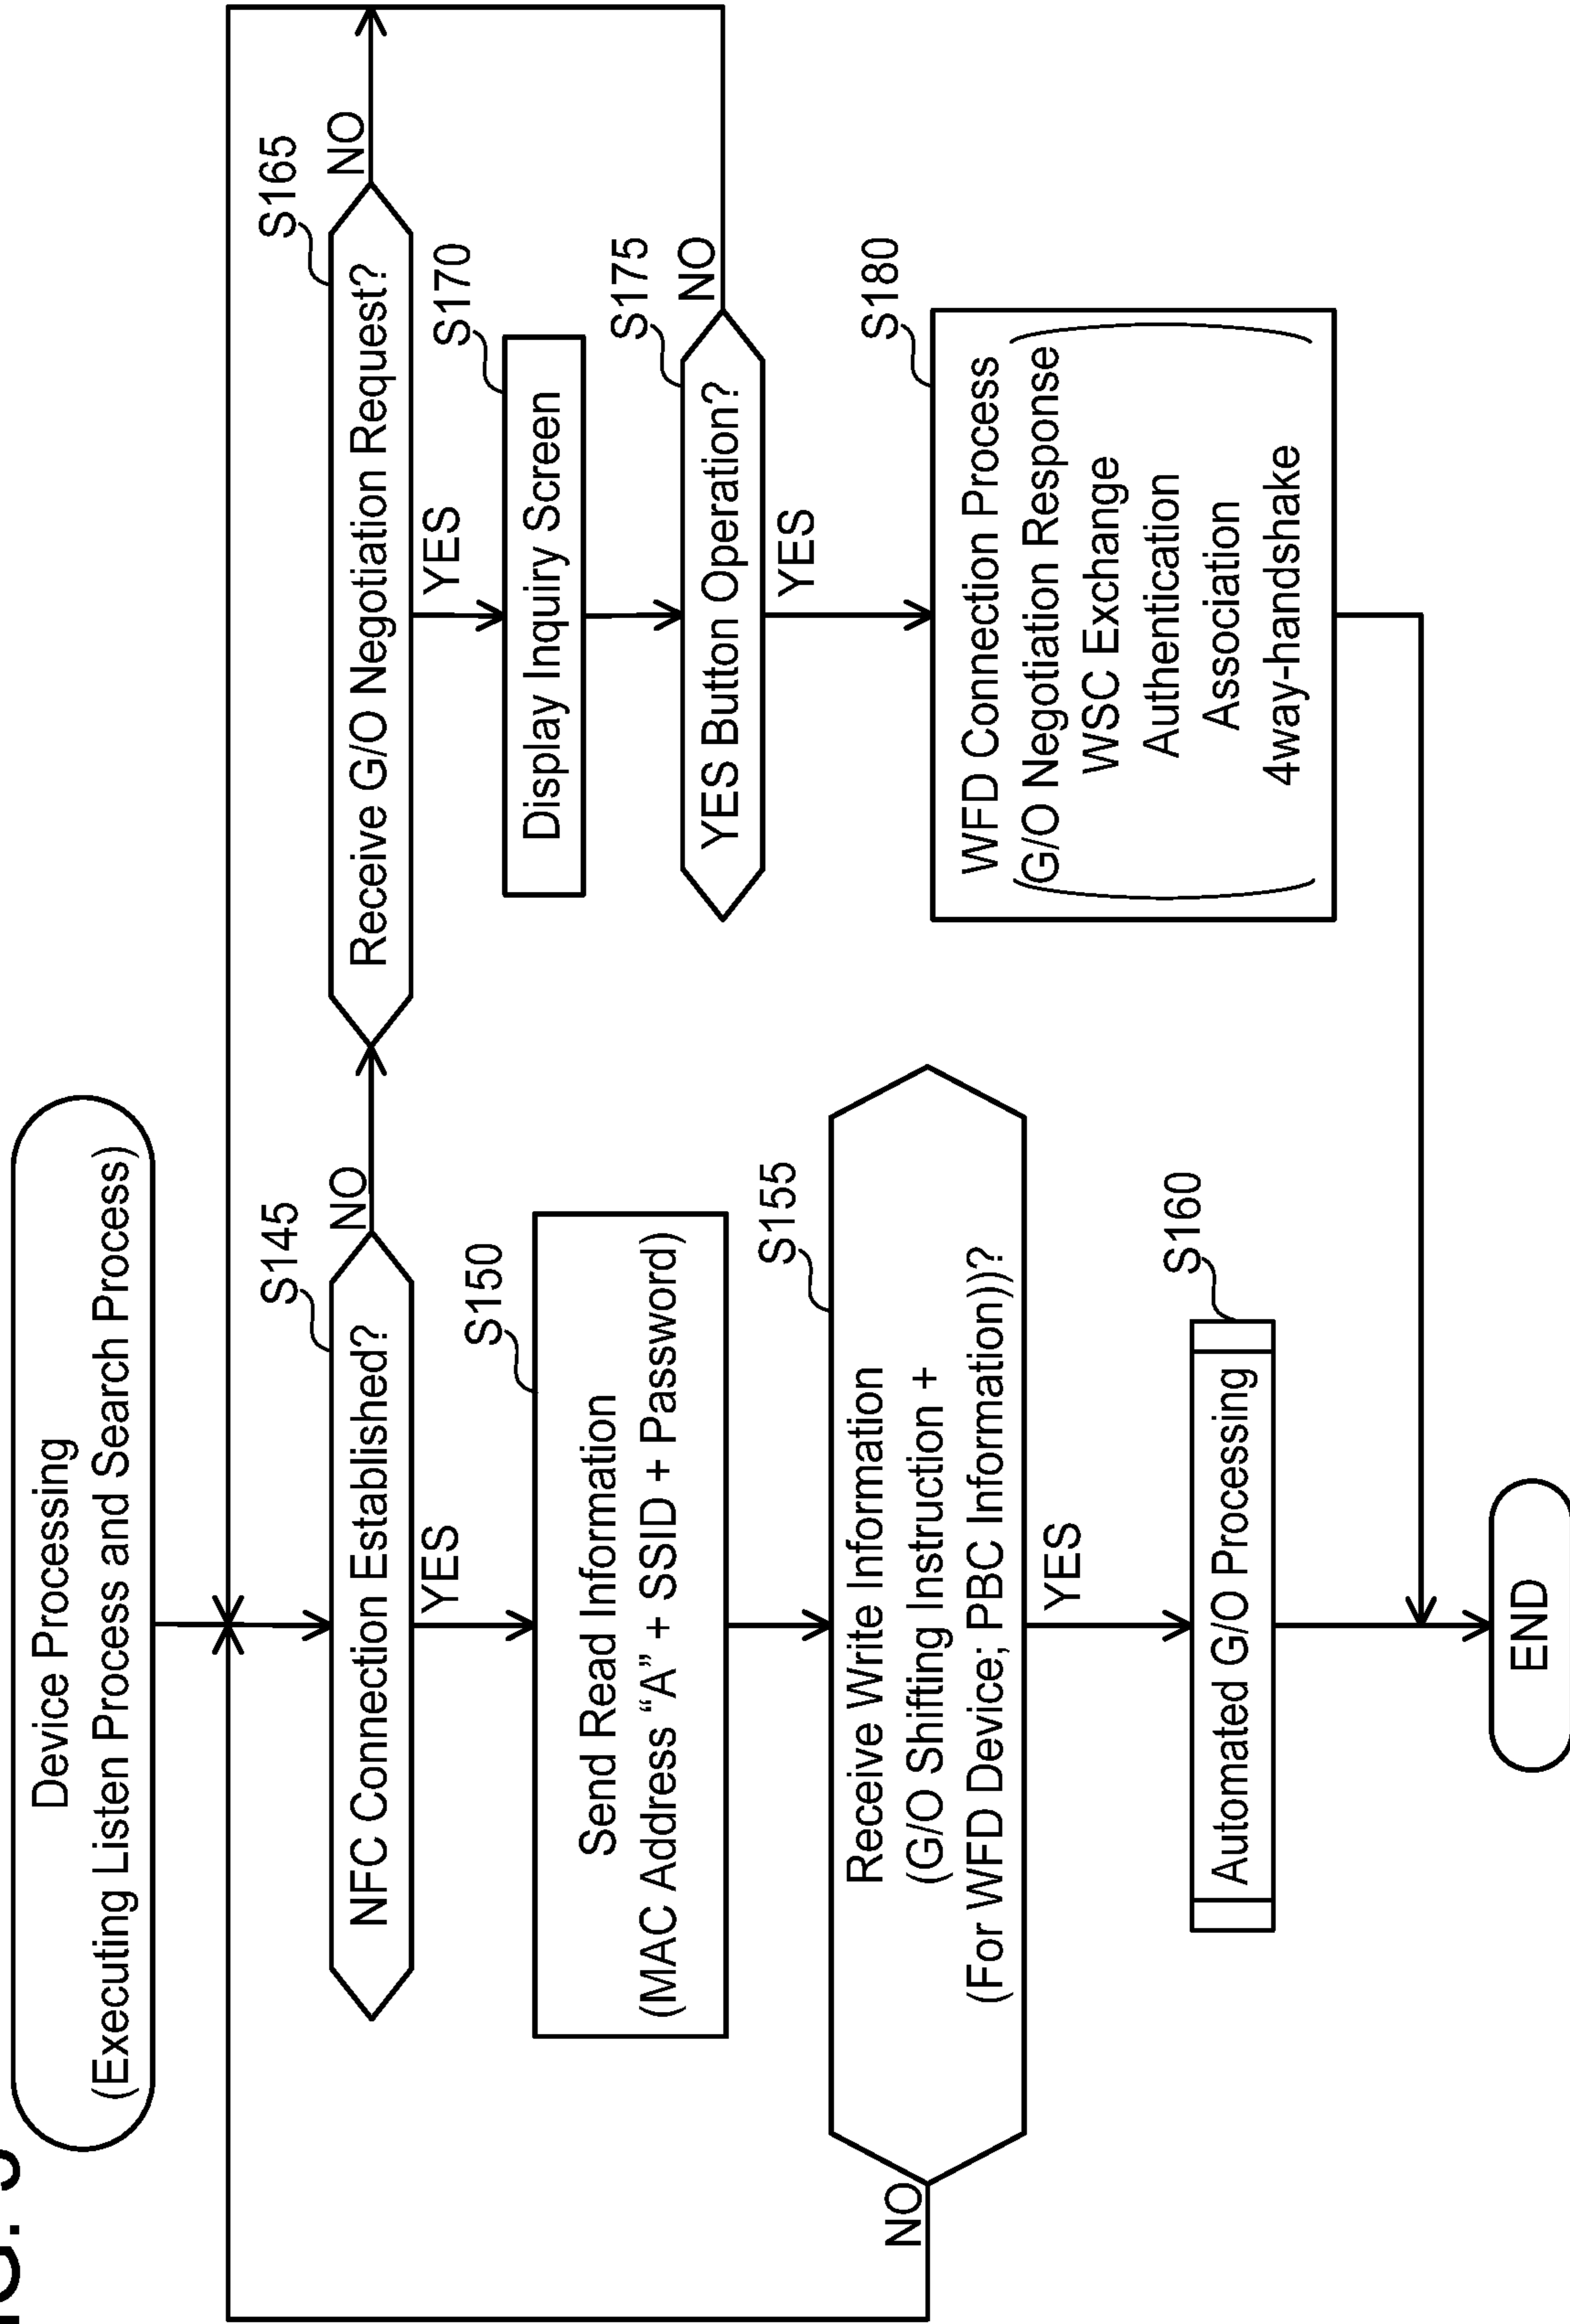 Device Processing
(Executing Listen Process and Search Process)
S145
NFC Connection Established?
NO
YES
S150
Send Read Information
(MAC Address “A” + SSID + Password)
S155
Receive Write Information
(G/O Shifting Instruction +
(For WFD Device; PBC Information))?
NO
YES
S160
Automated G/O Processing
END
S165
Receive G/O Negotiation Request?
NO
YES
S170
Display Inquiry Screen
S175
YES Button Operation?
NO
YES
S180
WFD Connection Process
(G/O Negotiation Response
WSC Exchange
Authentication
Association
4way-handshake)